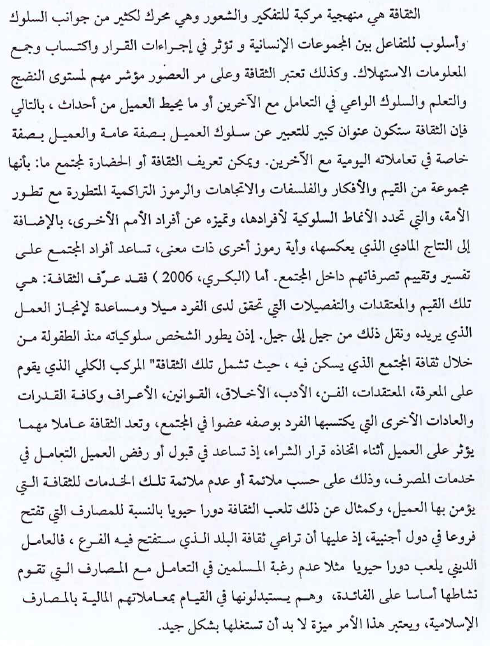 الثقافة هي منهجية مركبة للتفكير والشعور وهي محرك لكثير من جوانب السلوك
وأسلوب للتفاعل بين المجموعات الإنسانية و تؤثر في إجراءات القرار واكتساب وجمع
المعلومات الاستهلاك. وكذلك تعتبر الثقافة وعلى مر العصور مؤشر مهم لمستوى النضج
والتعلم والسلوك الواعي في التعامل مع الآخرين أو ما يحيط العميل من أحداث ، بالتالي
فإن الثقافة ستكون عنوان كبير للتعبير عن سلوك العميل بصفة عامة والعميل بصفة
خاصة في تعاملاته اليومية مع الآخرين. ويمكن تعريف الثقافة أو الحضارة لمجتمع ما: بأنها
مجموعة من القيم والأفكار والفلسفات والاتجاهات والرموز التراكمية المتطورة مع تطور
الأمة، والتي تحدد الأنماط السلوكية لأفرادها، وتميزه عن أفراد الأمم الأخرى، بالإضافة
إلى النتاج المادي الذي يعكسها، وأية رموز أخرى ذات معنى، تساعد أفراد المجتمع على
تفسير وتقييم تصرفاتهم داخل المجتمع. أما (البكري، 2006 ) فقد عرّف الثقافة: هي
تلك القيم والمعتقدات والتفصيلات التي تحقق لدى الفرد ميلا ومساعدة لإنجاز العمل
الذي يريده ونقل ذلك من جيل إلى جيل. إذن يطور الشخص سلوكياته منذ الطفولة من
خلال ثقافة المجتمع الذي يسكن فيه ، حيث تشمل تلك الثقافة" المركب الكلي الذي يقوم
على المعرفة، المعتقدات، الفن، الأدب، الأخلاق، القوانين، الأعراف وكافة القدرات
والعادات الأخرى التي يكتسبها الفرد بوصفه عضوا في المجتمع، وتعد الثقافة عاملا مهما
يؤثر على العميل أثناء اتخاذه قرار الشراء، إذ تساعد في قبول أو رفض العميل التعامل في
خدمات المصرف، وذلك على حسب ملائمة أو عدم ملائمة تلك الخدمات للثقافة التي
يؤمن بها العميل، وكمثال عن ذلك تلعب الثقافة دورا حيويا بالنسبة للمصارف التي تفتح
فروعا في دول أجنبية، إذ عليها أن تراعي ثقافة البلد الذي ستفتح فيه الفرع ، فالعامل
الديني يلعب دورا حيويا مثلا عدم رغبة المسلمين في التعامل مع المصارف التي تقوم
نشاطها أساسا على الفائدة، وهم يستبدلونها في القيام بمعاملاتهم المالية بالمصارف
الإسلامية، ويعتبر هذا الأمر ميزة لا بد أن تستغلها بشكل جيد.